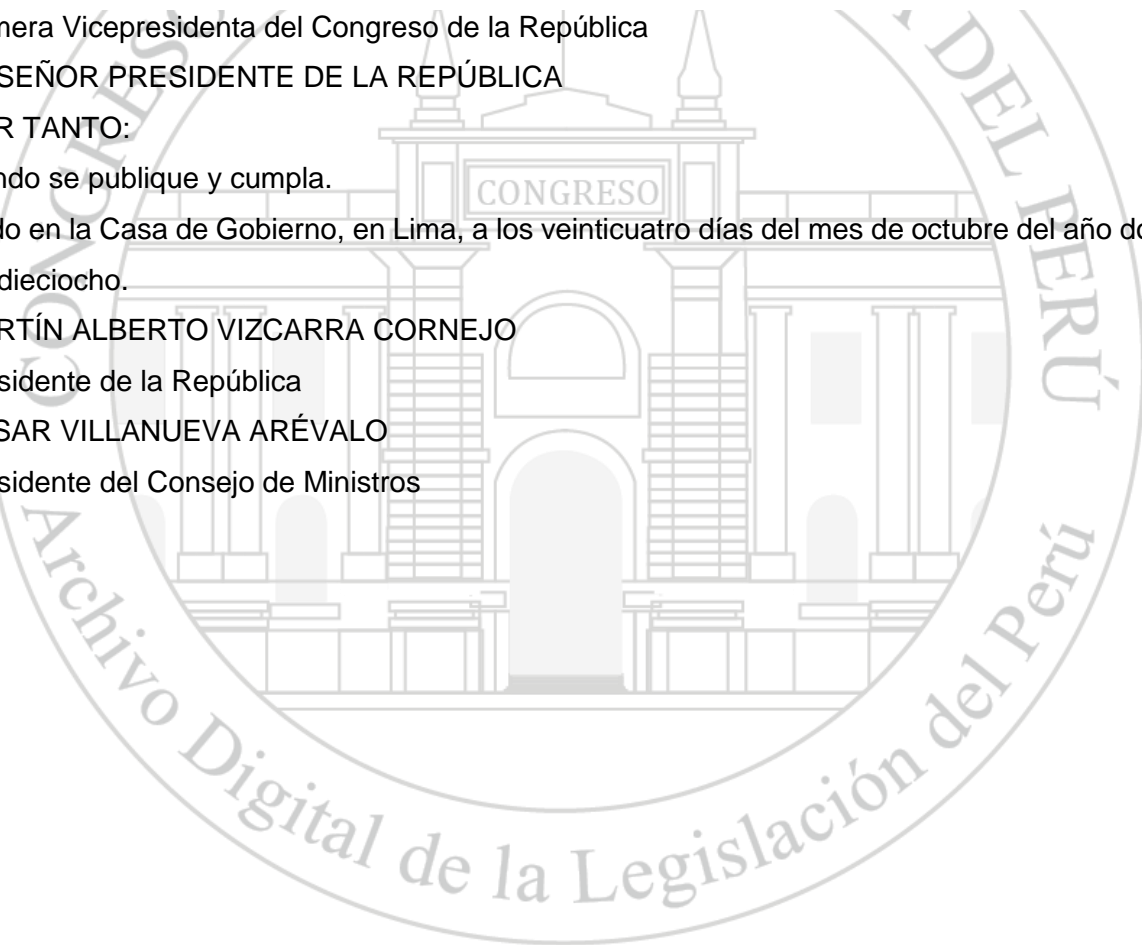 mera Vicepresidenta del Congreso de la República
SEÑOR PRESIDENTE DE LA REPÚBLICA
R TANTO:
ndo se publique y cumpla.
do en la Casa de Gobierno, en Lima, a los veinticuatro días del mes de octubre del año do
dieciocho.
RTÍN ALBERTO VIZCARRA CORNEJO
sidente de la República
SAR VILLANUEVA ARÉVALO
sidente del Consejo de Ministros
CONGRESO
CONGRES
DEL PERÚ
Archivo Digital de la Legislación del Perú